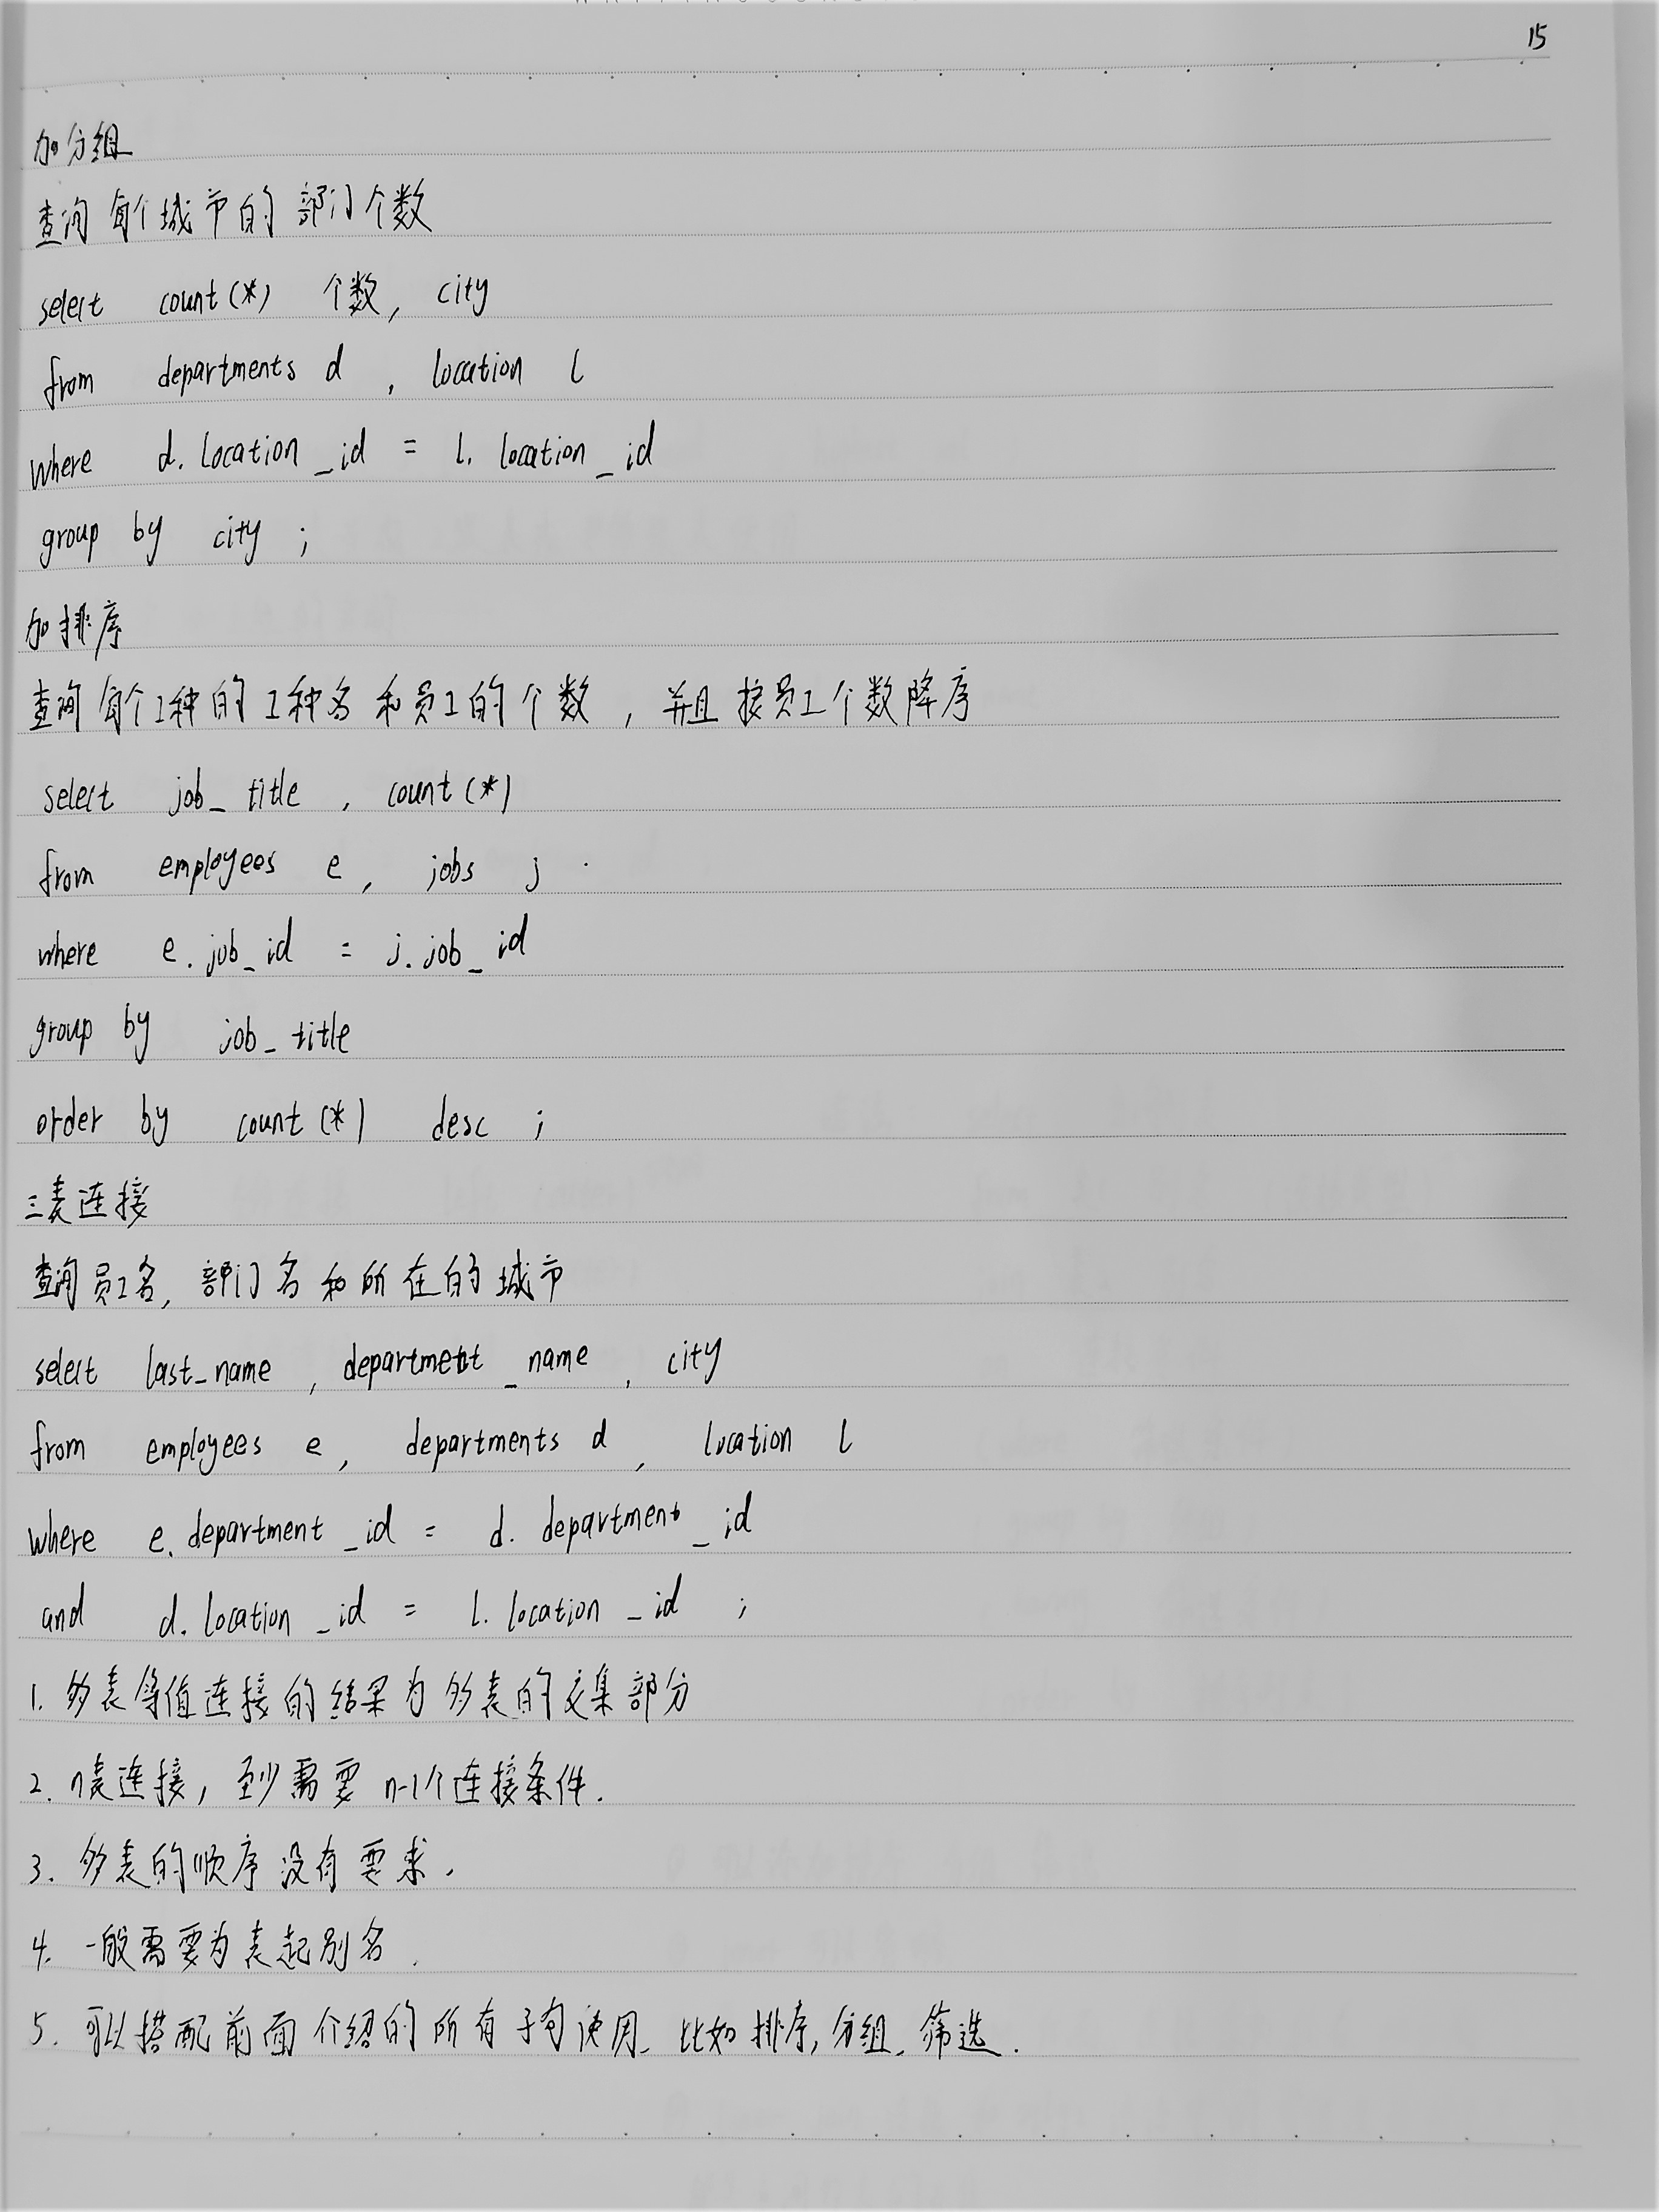 15
加分组
查询每个城市的部门个数
select count(*) 个数, city
from departments d , location l
where d.location_id = l.location_id
group by city ;
加排序
查询每个工种的工种名和员工的个数, 并且按员工个数降序
select job_title , count(*)
from employees e, jobs j
where e.job_id = j.job_id
group by job_title
order by count(*) desc ;
三表连接
查询员工名, 部门名和所在的城市
select last_name , department_name , city
from employees e, departments d , location l
where e.department_id = d.department_id
and d.location_id = l.location_id ;
1. 多表等值连接的结果为多表的交集部分
2. n表连接, 至少需要 n-1个连接条件.
3. 多表的顺序没有要求.
4. 一般需要为表起别名.
5. 可以搭配前面介绍的所有子句使用、比如排序, 分组、筛选.